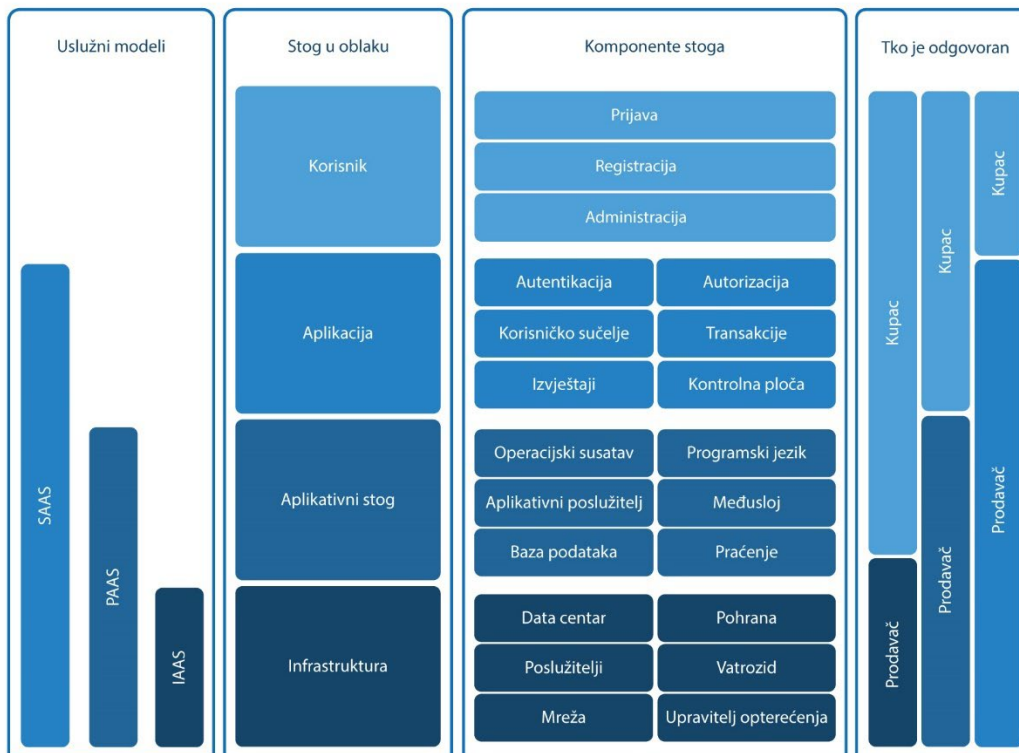 Uslužni modeli
SAAS
PAAS
IAAS
Stog u oblaku
Korisnik
Aplikacija
Aplikativni stog
Infrastruktura
Komponente stoga
Prijava
Registracija
Administracija
Autentikacija
Autorizacija
Korisničko sučelje
Transakcije
Izvještaji
Kontrolna ploča
Operacijski susatav
Programski jezik
Aplikativni poslužitelj
Međusloj
Baza podataka
Praćenje
Data centar
Pohrana
Poslužitelji
Vatrozid
Mreža
Upravitelj opterećenja
Tko je odgovoran
Kupac
Prodavač
Kupac
Prodavač
Kupac
Prodavač